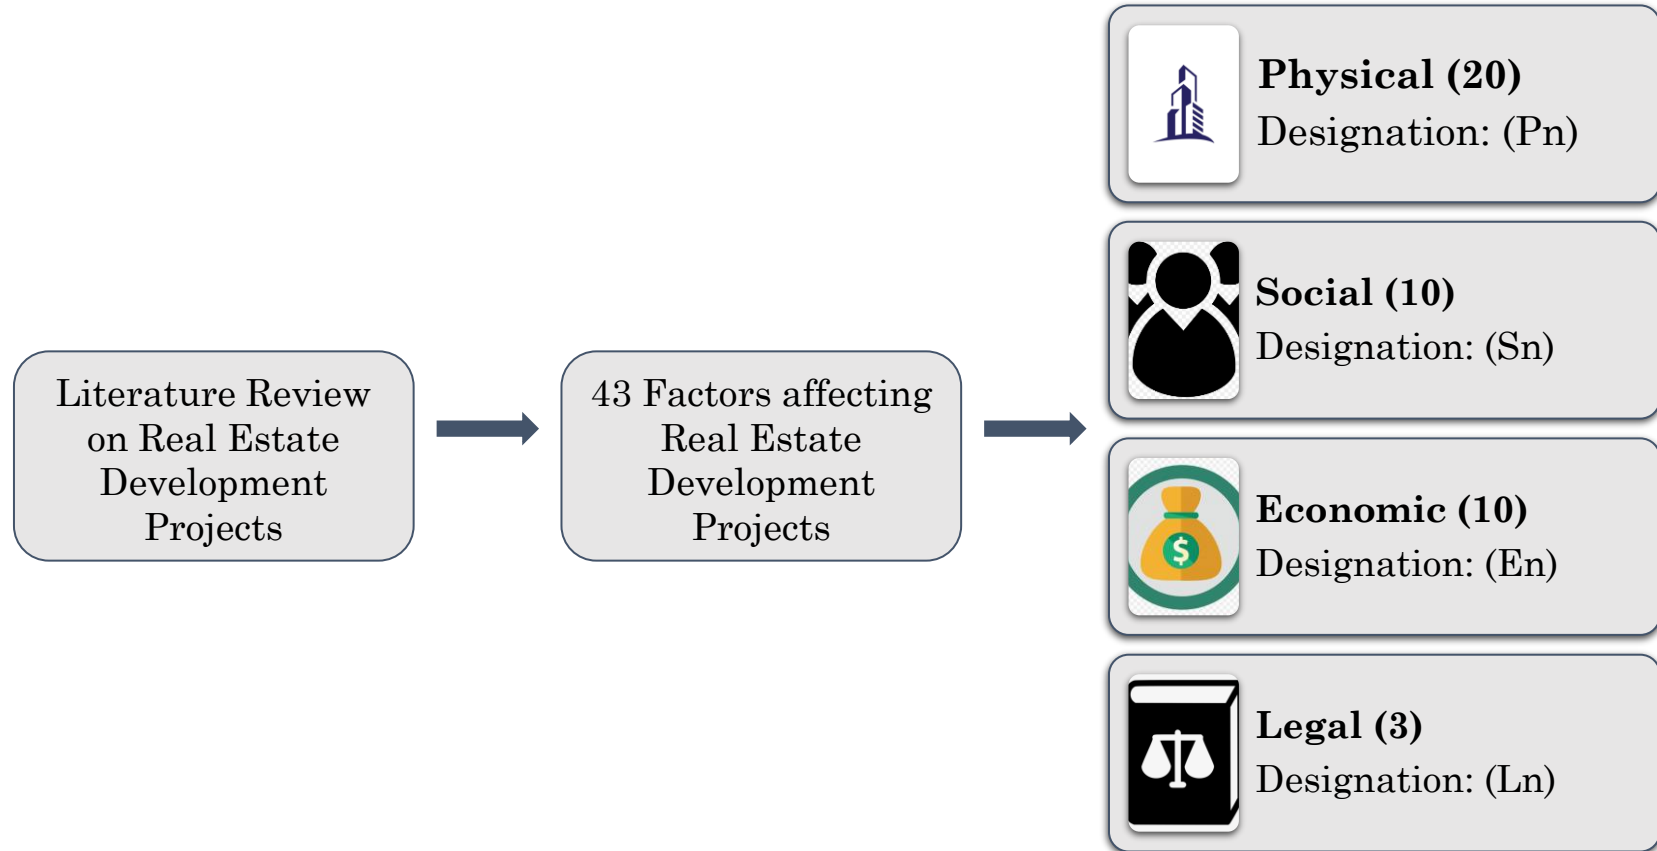 Literature Review
on Real Estate
Development
Projects
43 Factors affecting
Real Estate
Development
Projects
Physical (20)
Designation: (Pn)
Social (10)
Designation: (Sn)
Economic (10)
Designation: (En)
$
Legal (3)
Designation: (Ln)